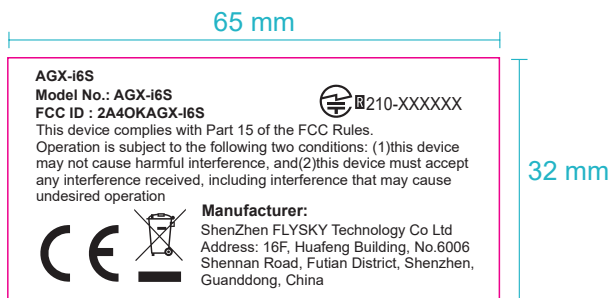 65 mm
AGX-i6S
Model No.: AGX-i6S
FCC ID : 2A4OKAGX-I6S
R 210-XXXXXX
This device complies with Part 15 of the FCC Rules.
Operation is subject to the following two conditions: (1)this device
may not cause harmful interference, and(2)this device must accept
any interference received, including interference that may cause
undesired operation
32 mm
CE
Manufacturer:
ShenZhen FLYSKY Technology Co Ltd
Address: 16F, Huafeng Building, No.6006
Shennan Road, Futian District, Shenzhen,
Guanddong, China